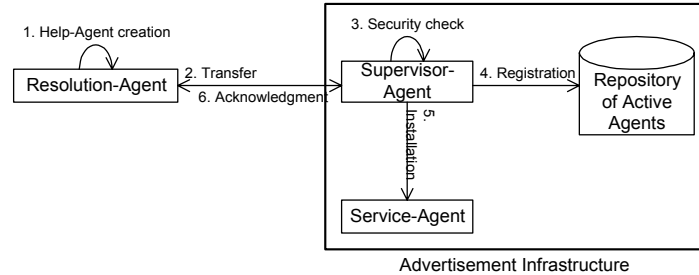 1. Help-Agent creation
Resolution-Agent
2. Transfer
6. Acknowledgment
3. Security check
Supervisor-
Agent
4. Registration
Repository
of Active
Agents
5.
Installation
Service-Agent
Advertisement Infrastructure